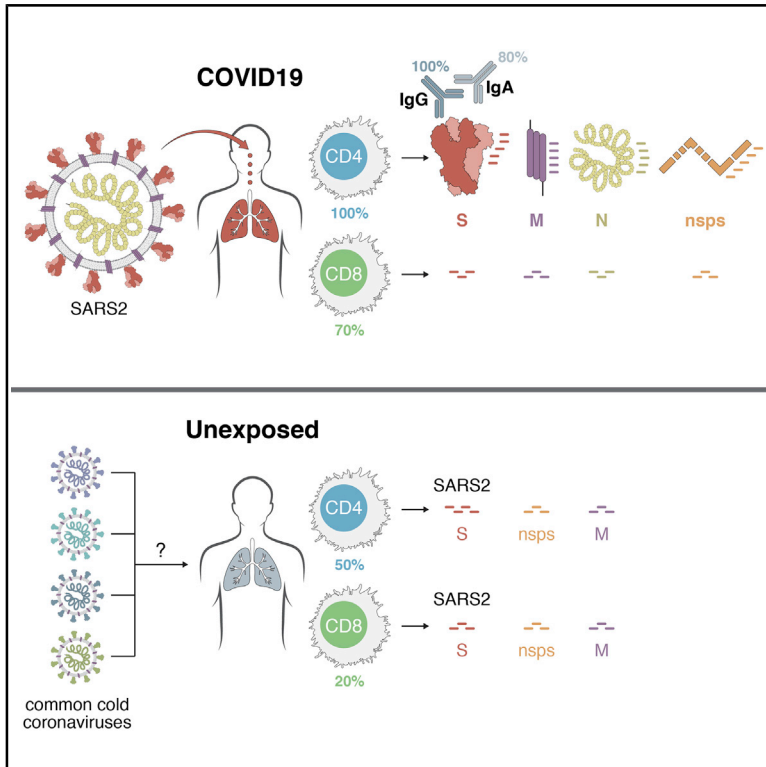 COVID19
100%
80%
IgG
IgA
CD4
100%
S
M
N
nsps
CD8
70%
SARS2
Unexposed
?
CD4
50%
SARS2
S
nsps
M
CD8
20%
SARS2
S
nsps
M
common cold
coronaviruses